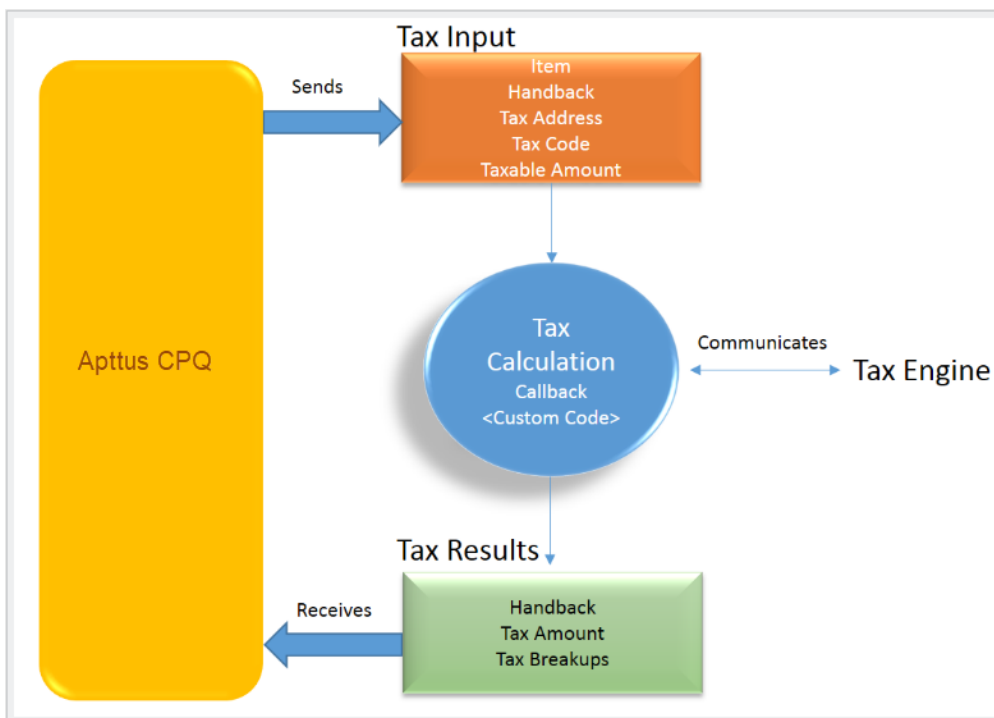 Tax Input
Sends
Item
Handback
Tax Address
Tax Code
Taxable Amount
Apttus CPQ
Tax
Calculation
Callback
<Custom Code>
Communicates
Tax Engine
Tax Results
Receives
Handback
Tax Amount
Tax Breakups